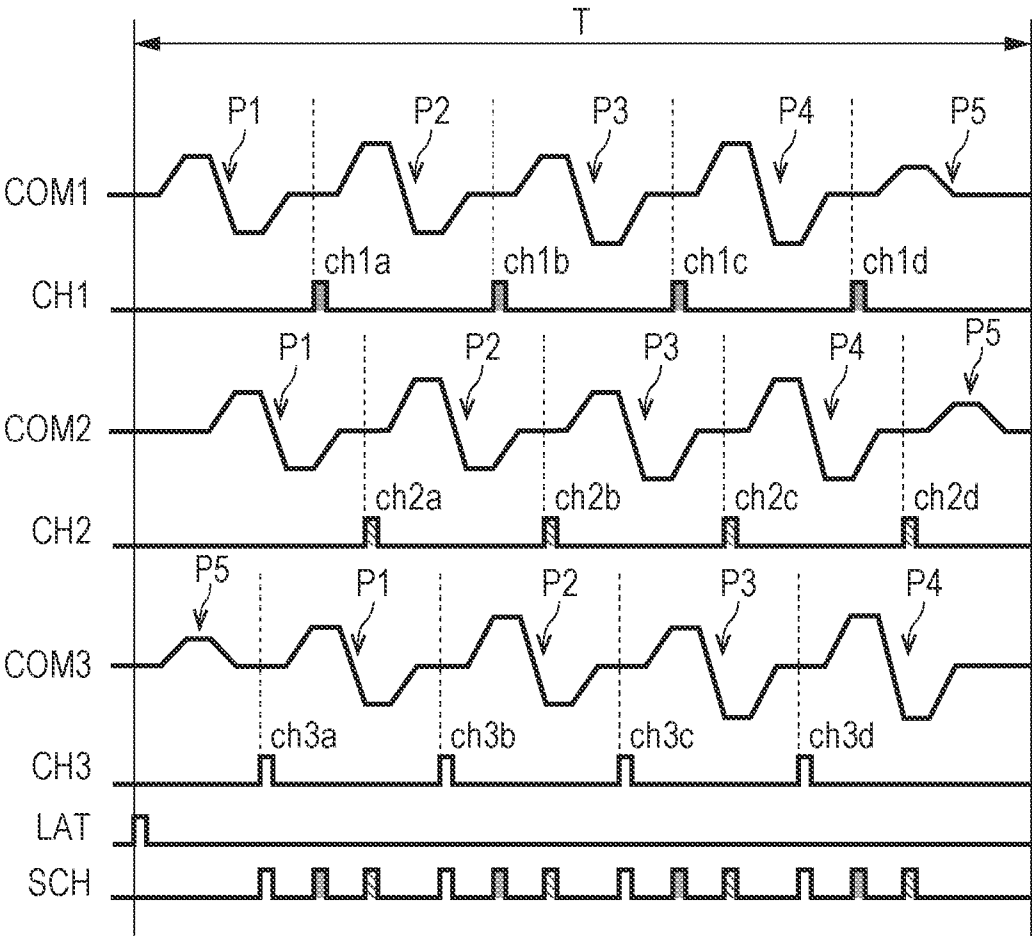 T
P1 P2 P3 P4 P5
COM1
ch1a ch1b ch1c ch1d
CH1
P1 P2 P3 P4 P5
COM2
ch2a ch2b ch2c ch2d
CH2
P5 P1 P2 P3 P4
COM3
ch3a ch3b ch3c ch3d
CH3
LAT
SCH